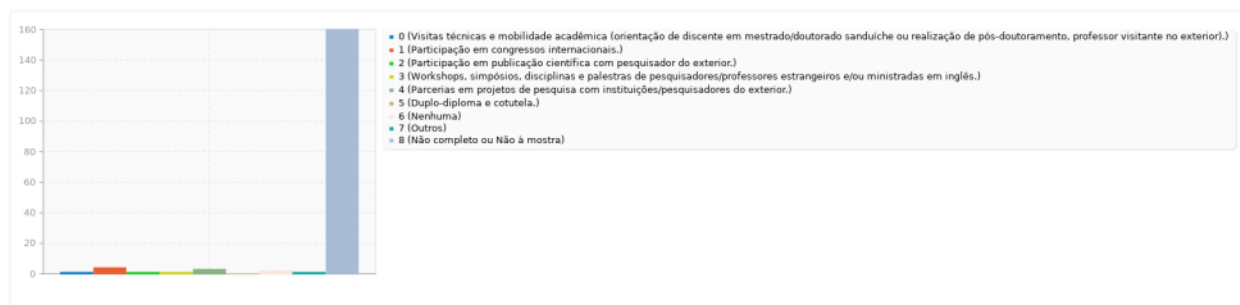 160
140
120
100
80
60
40
20
0
0 (Visitas técnicas e mobilidade acadêmica (orientação de discente em mestrado/doutorado sanduíche ou realização de pós-doutoramento, professor visitante no exterior).)
1 (Participação em congressos internacionais.)
2 (Participação em publicação científica com pesquisador do exterior.)
3 (Workshops, simpósios, disciplinas e palestras de pesquisadores/professores estrangeiros e/ou ministradas em inglês.)
4 (Parcerias em projetos de pesquisa com instituições/pesquisadores do exterior.)
5 (Duplo-diploma e cotutela.)
6 (Nenhuma)
7 (Outros)
8 (Não completo ou Não à mostra)